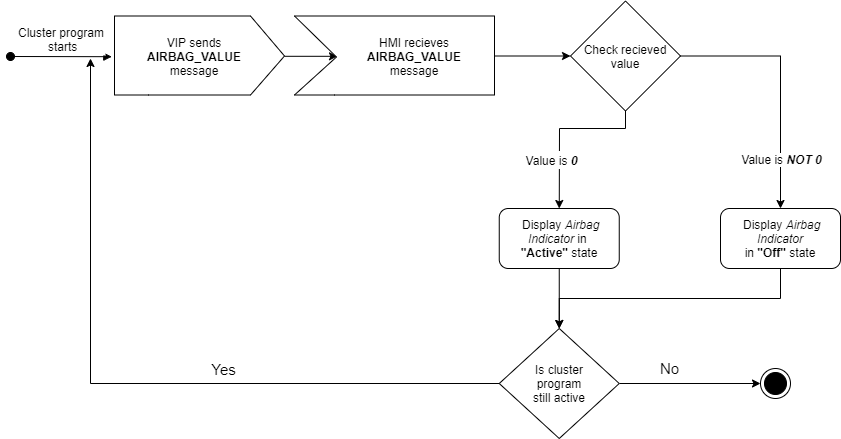 Cluster program
starts
VIP sends
AIRBAG_VALUE
message
HMI recieves
AIRBAG_VALUE
message
Check recieved
value
Value is 0
Value is NOT 0
Display Airbag
Indicator in
"Active" state
Display Airbag
Indicator
in "Off" state
Is cluster
program
still active
Yes
No